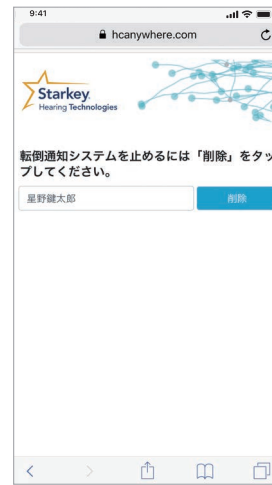 9:41
hcanywhere.com
Starkey
Hearing Technologies
転倒通知システムを止めるには「削除」をタッ
プしてください。
星野鍵太郎
削除